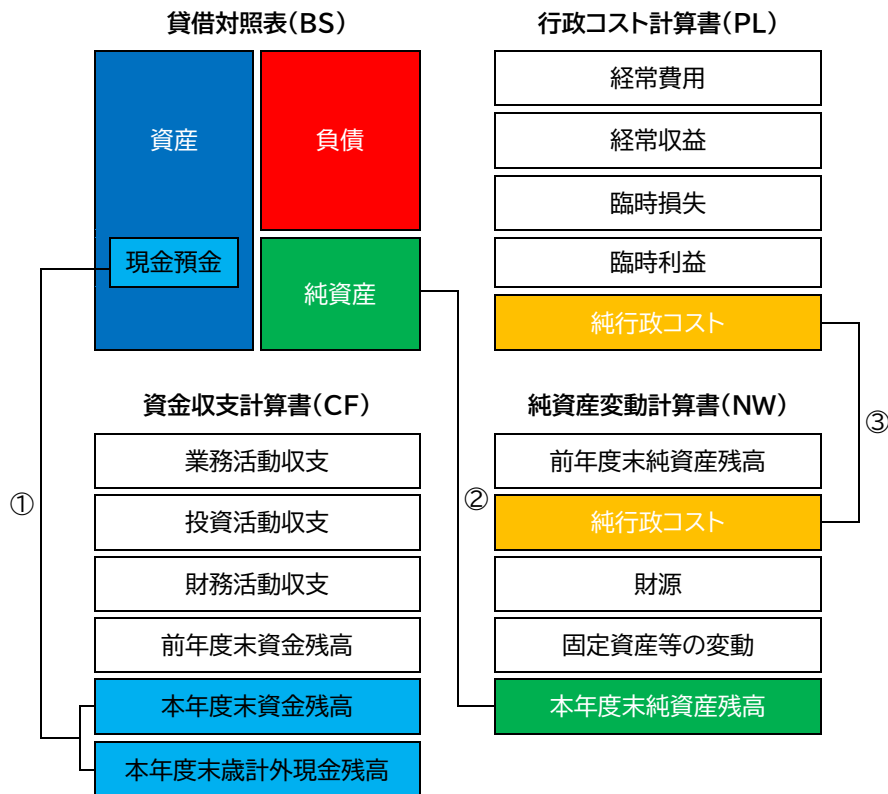 貸借対照表（BS）
資産
負債
現金預金
純資産
行政コスト計算書（PL）
経常費用
経常収益
臨時損失
臨時利益
純行政コスト
資金収支計算書（CF）
業務活動収支
投資活動収支
財務活動収支
前年度末資金残高
本年度末資金残高
本年度末歳計外現金残高
純資産変動計算書（NW）
前年度末純資産残高
純行政コスト
財源
固定資産等の変動
本年度末純資産残高
①
②
③